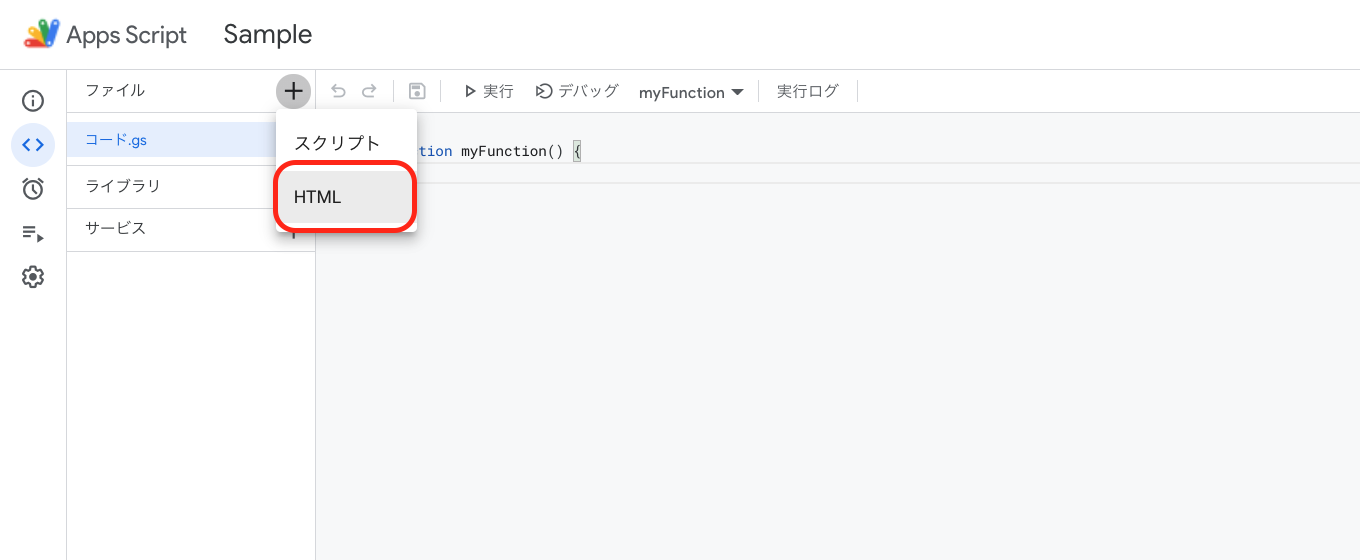 Apps Script Sample
ファイル
実行 デバッグ myFunction 実行ログ
コード.gs
スクリプト
tion myFunction() {
HTML
ライブラリ
サービス